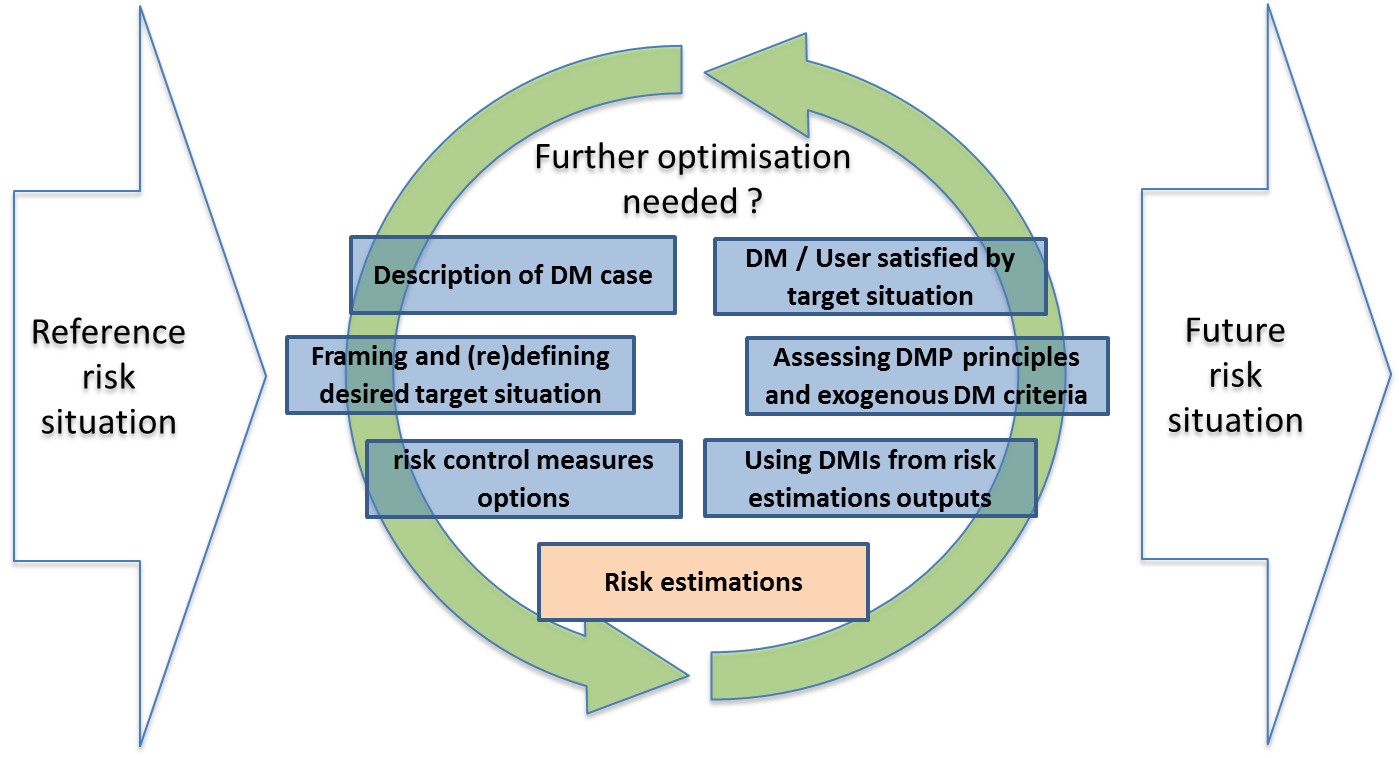 Reference
risk
situation
Further optimisation
needed ?
Description of DM case
Framing and (re)defining
desired target situation
risk control measures
options
Risk estimations
Using DMIs from risk
estimations outputs
Assessing DMP principles
and exogenous DM criteria
DM / User satisfied by
target situation
Future
risk
situation